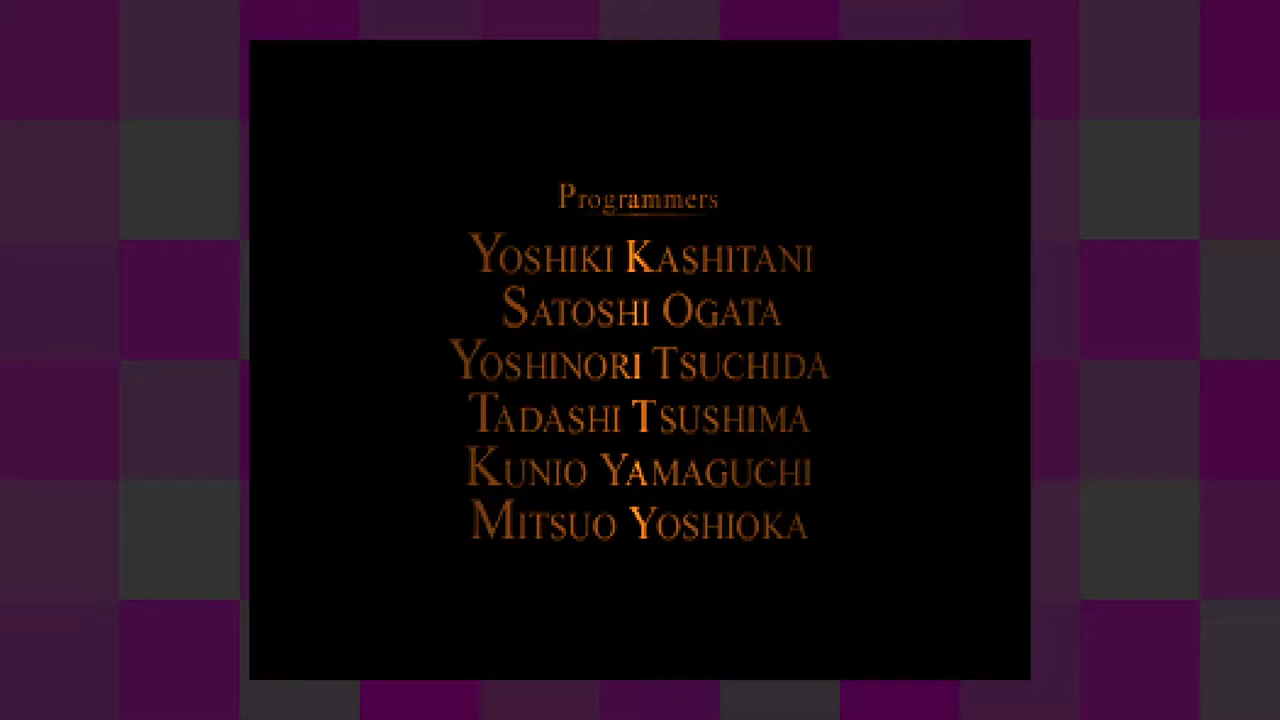 Programmers
YOSHIKI KASHITANI
SATOSHI OGATA
YOSHINORI TSUCHIDA
TADASHI TSUSHIMA
KUNIO YAMAGUCHI
MITSUO YOSHIOKA